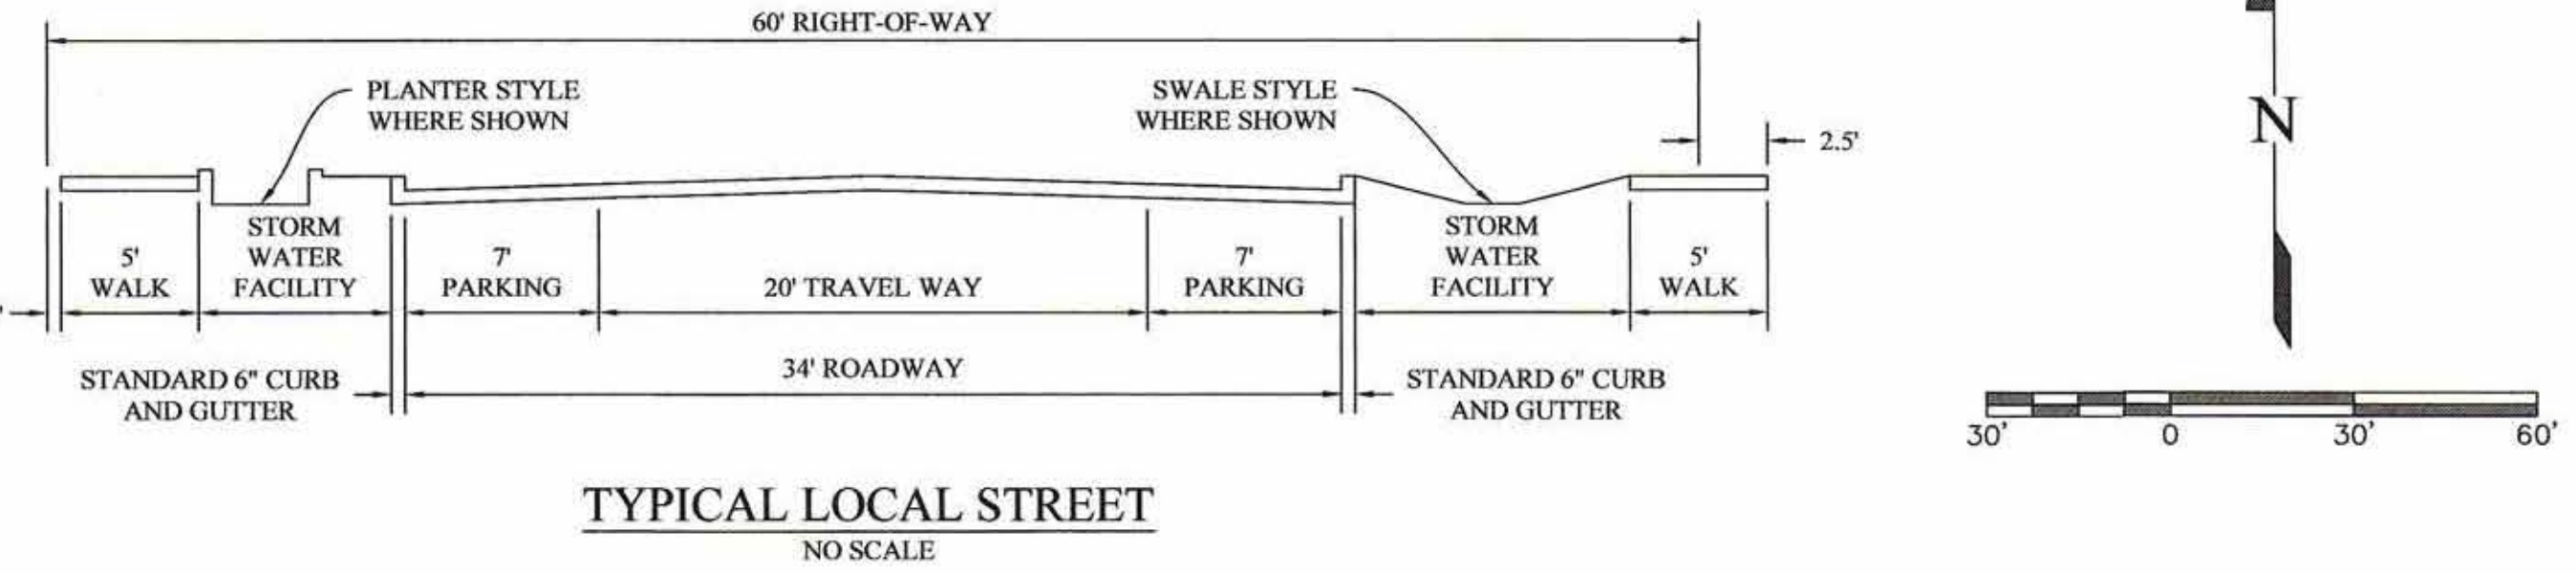 60' RIGHT-OF-WAY
PLANTER STYLE
WHERE SHOWN
SWALE STYLE
WHERE SHOWN
2.5'
N
5'
WALK
STORM
WATER
FACILITY
7'
PARKING
20' TRAVEL WAY
7'
PARKING
STORM
WATER
FACILITY
5'
WALK
34' ROADWAY
STANDARD 6" CURB
AND GUTTER
STANDARD 6" CURB
AND GUTTER
30' 0 30' 60'
TYPICAL LOCAL STREET
NO SCALE